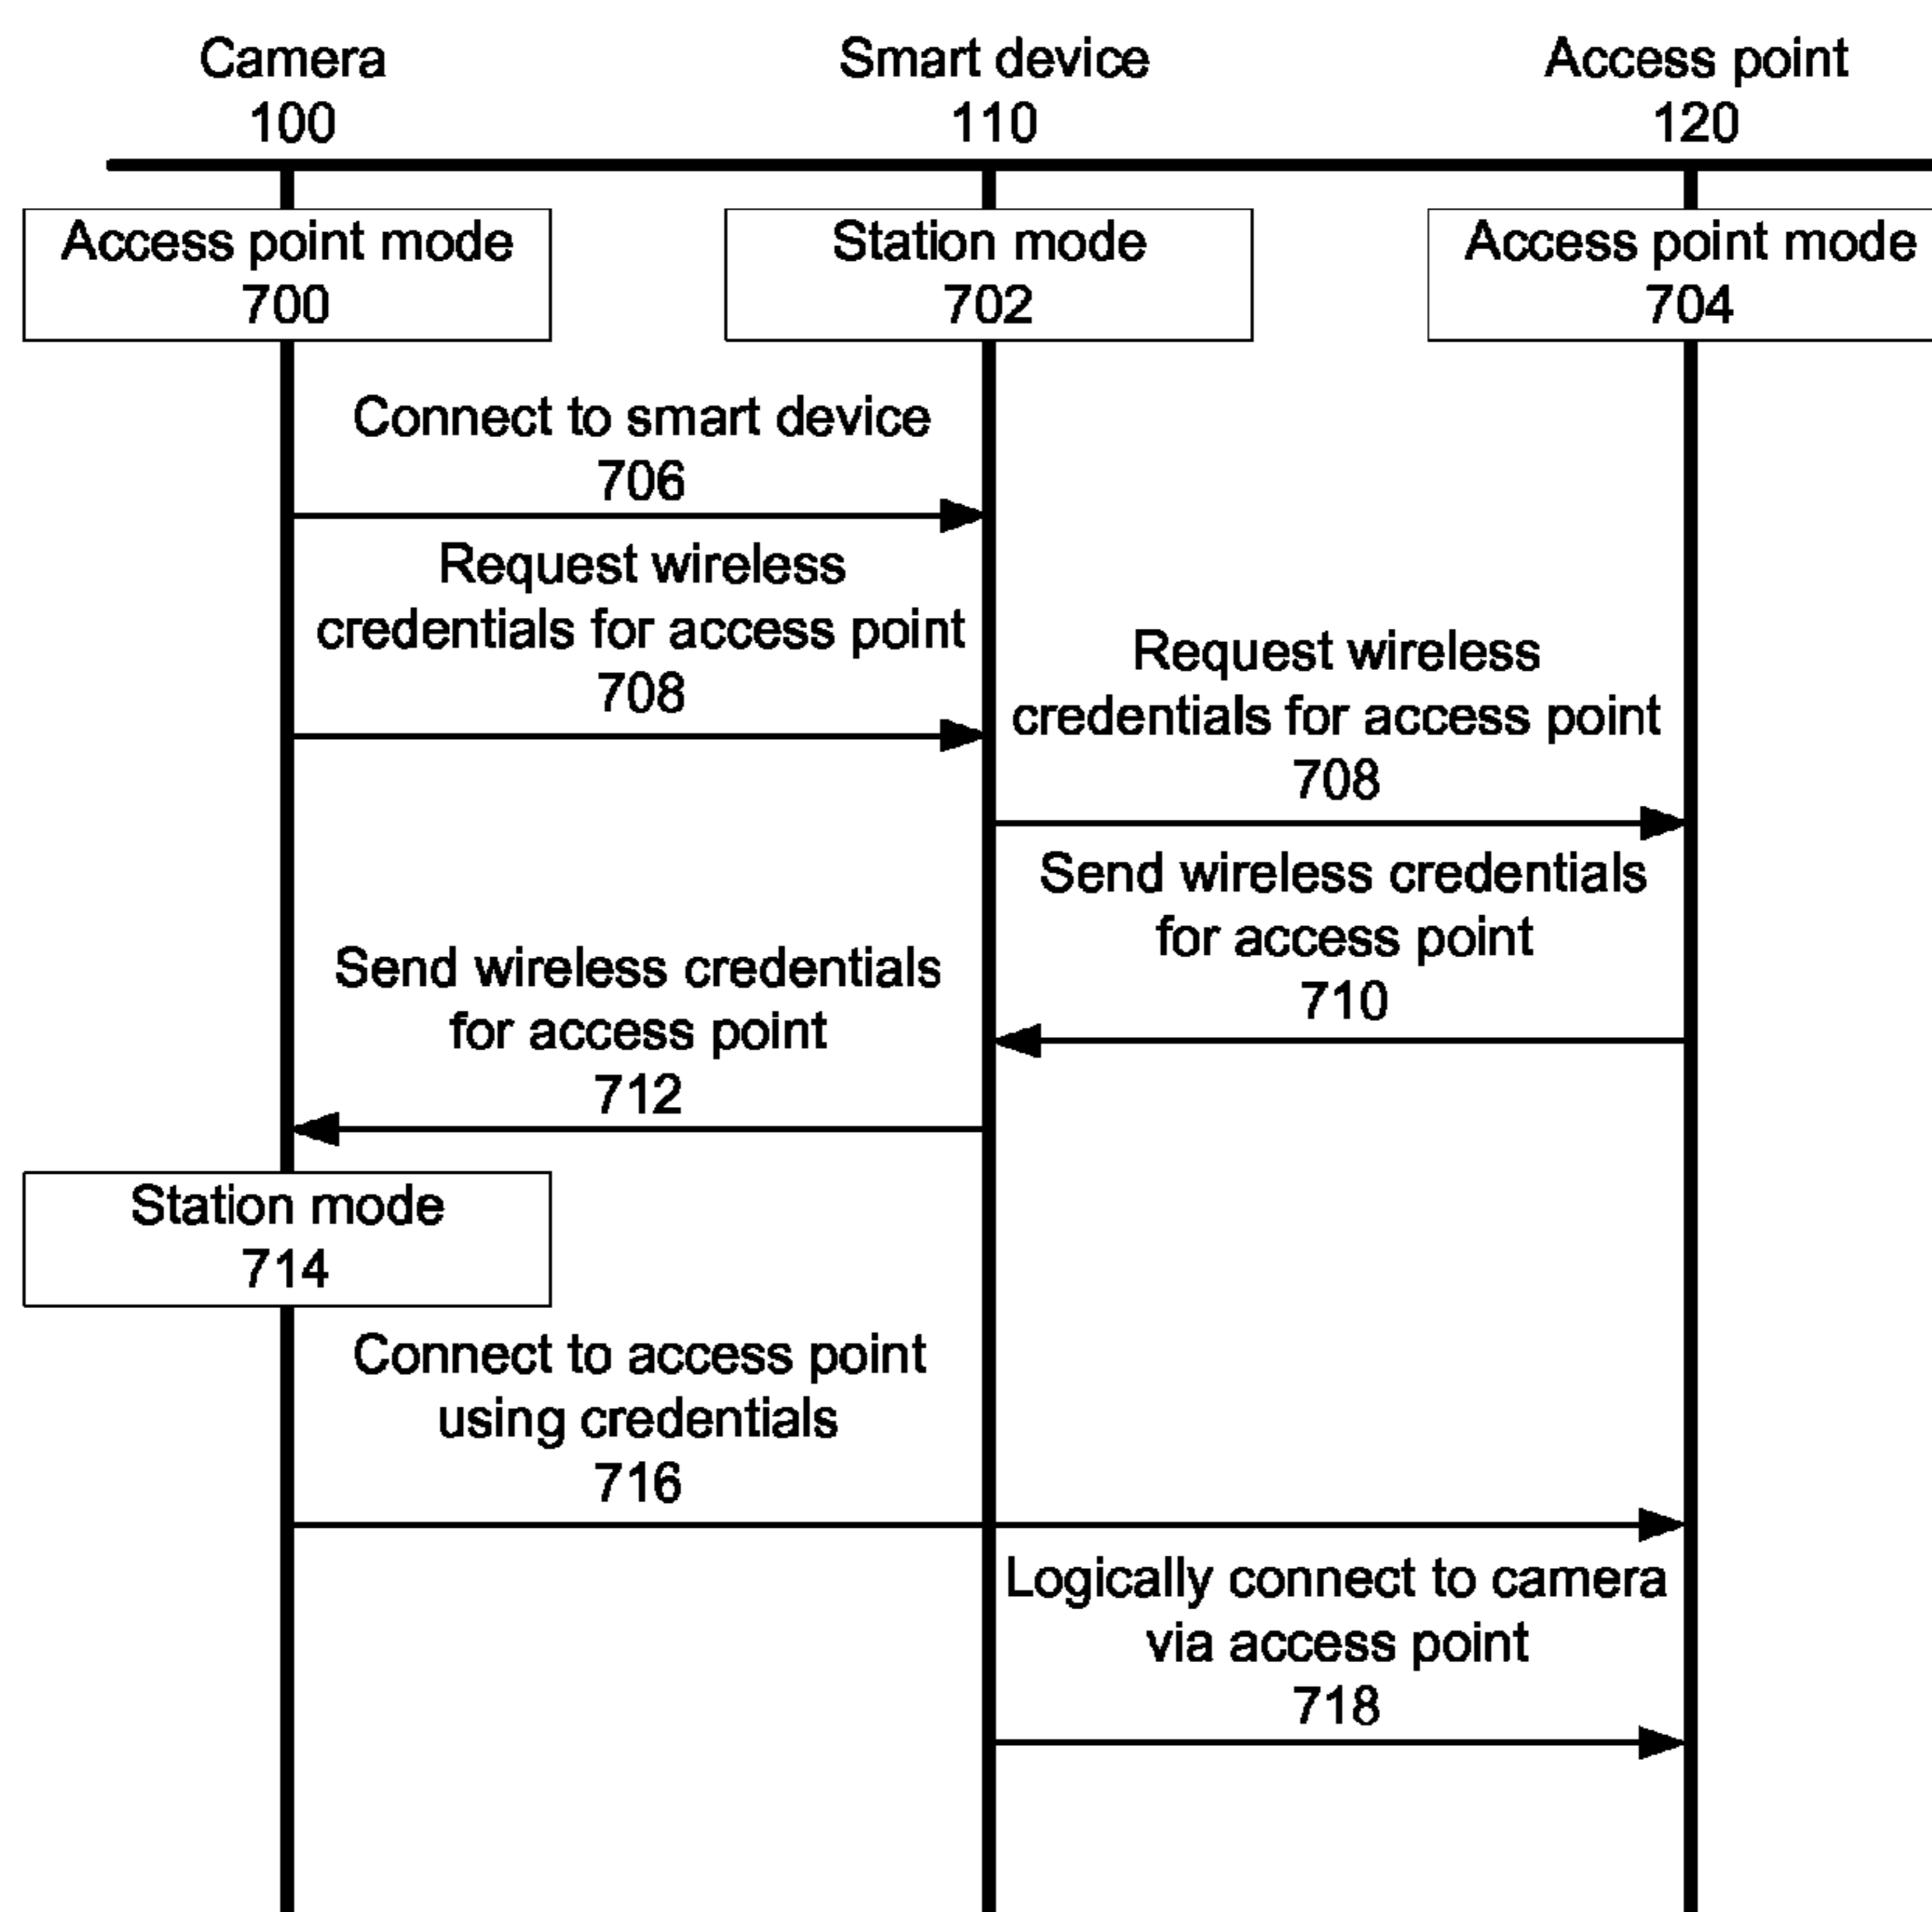 Camera
100
Smart device
110
Access point
120
Access point mode
700
Station mode
702
Access point mode
704
Connect to smart device
706
Request wireless
credentials for access point
708
Request wireless
credentials for access point
708
Send wireless credentials
for access point
710
Send wireless credentials
for access point
712
Station mode
714
Connect to access point
using credentials
716
Logically connect to camera
via access point
718